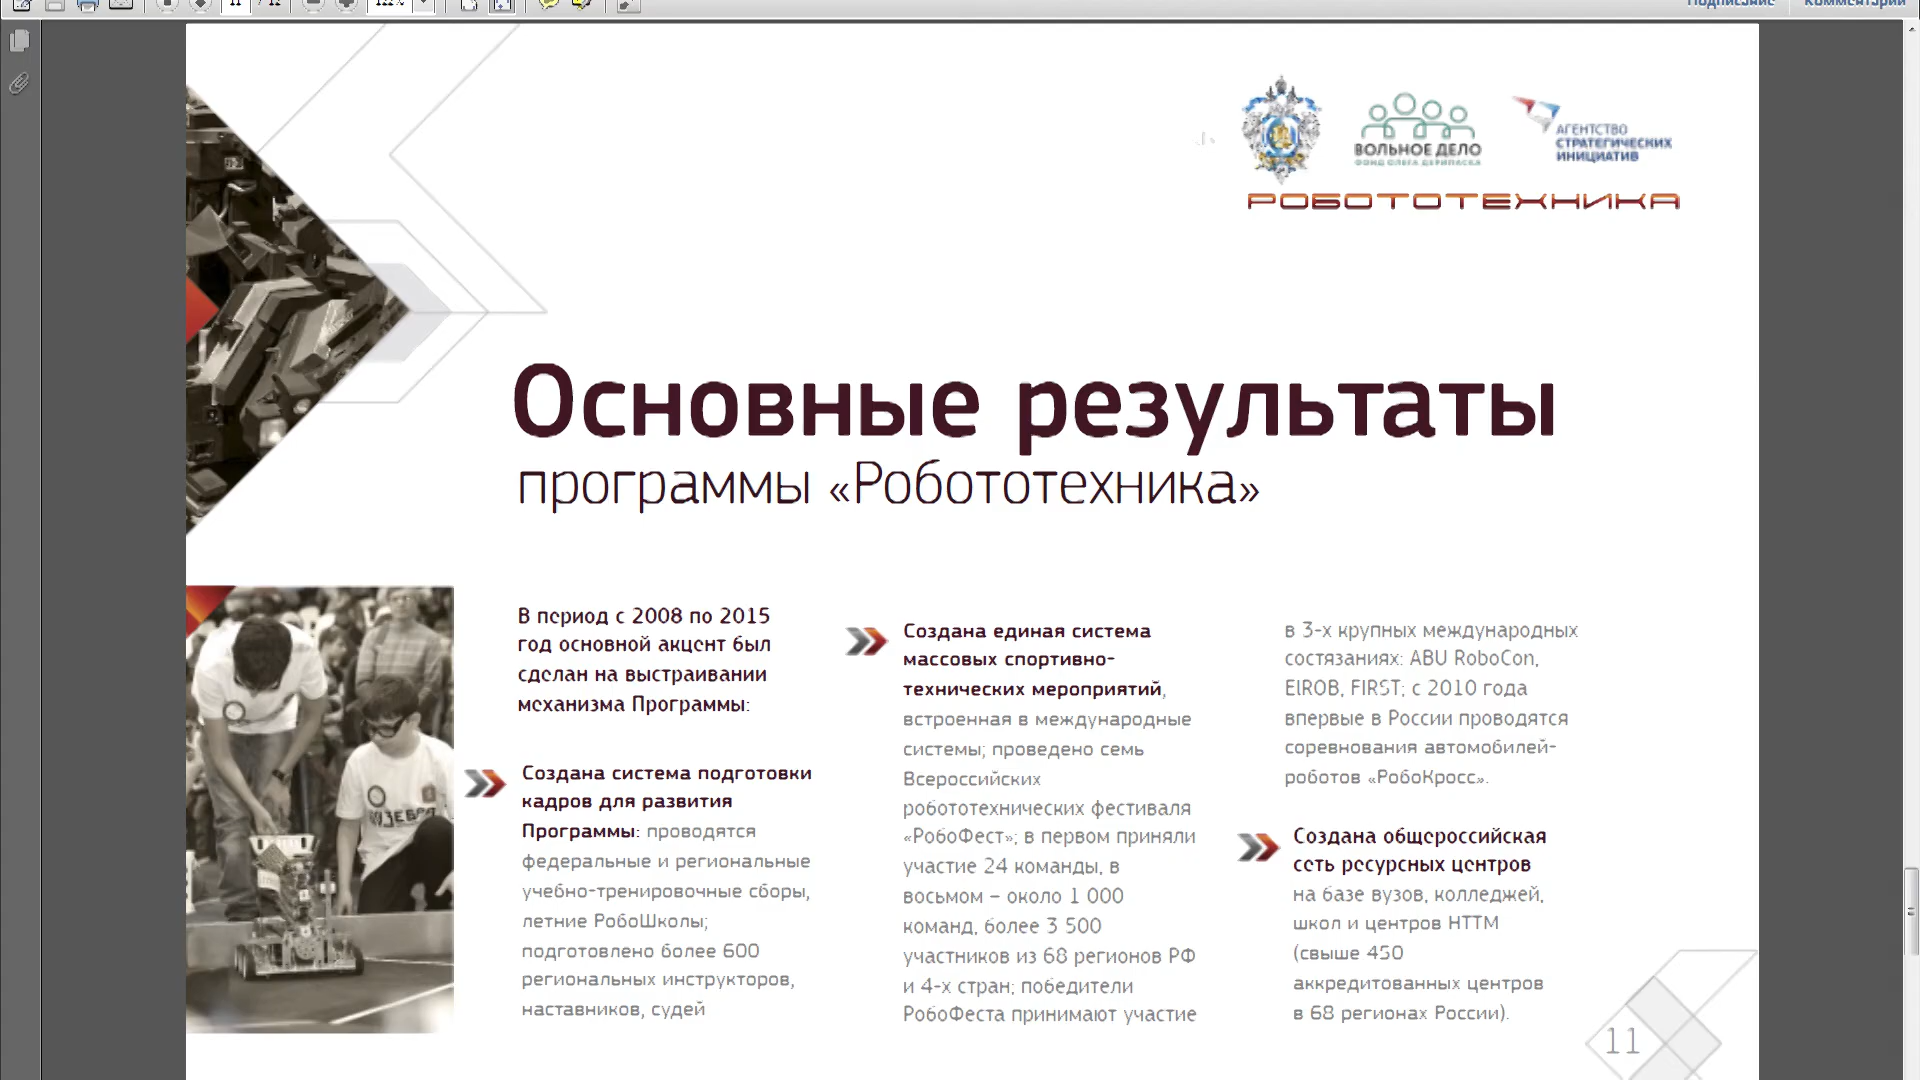 Подписание
Комментарии
ВОЛЬНОЕ ДЕЛО
ФОНД ОЛЕГА ДЕРИПАСКА
АГЕНТСТВО
СТРАТЕГИЧЕСКИХ
ИНИЦИАТИВ
РОБОТОТЕХНИКА
Основные результаты
программы «Робототехника»
В период с 2008 по 2015
год основной акцент был
сделан на выстраивании
механизма Программы:
Создана система подготовки
кадров для развития
Программы: проводятся
федеральные и региональные
учебно-тренировочные сборы,
летние РобоШколы;
подготовлено более 600
региональных инструкторов,
наставников, судей
Создана единая система
массовых спортивно-
технических мероприятий,
встроенная в международные
системы; проведено семь
Всероссийских
робототехнических фестиваля
«РобоФест»; в первом приняли
участие 24 команды, в
восьмом – около 1 000
команд, более 3 500
участников из 68 регионов РФ
и 4-х стран; победители
РобоФеста принимают участие
в 3-х крупных международных
состязаниях: ABU RoboCon,
ElROB, FIRST; с 2010 года
впервые в России проводятся
соревнования автомобилей-
роботов «РобоКросс».
Создана общероссийская
сеть ресурсных центров
на базе вузов, колледжей,
школ и центров НТТМ
(свыше 450
аккредитованных центров
в 68 регионах России).
11